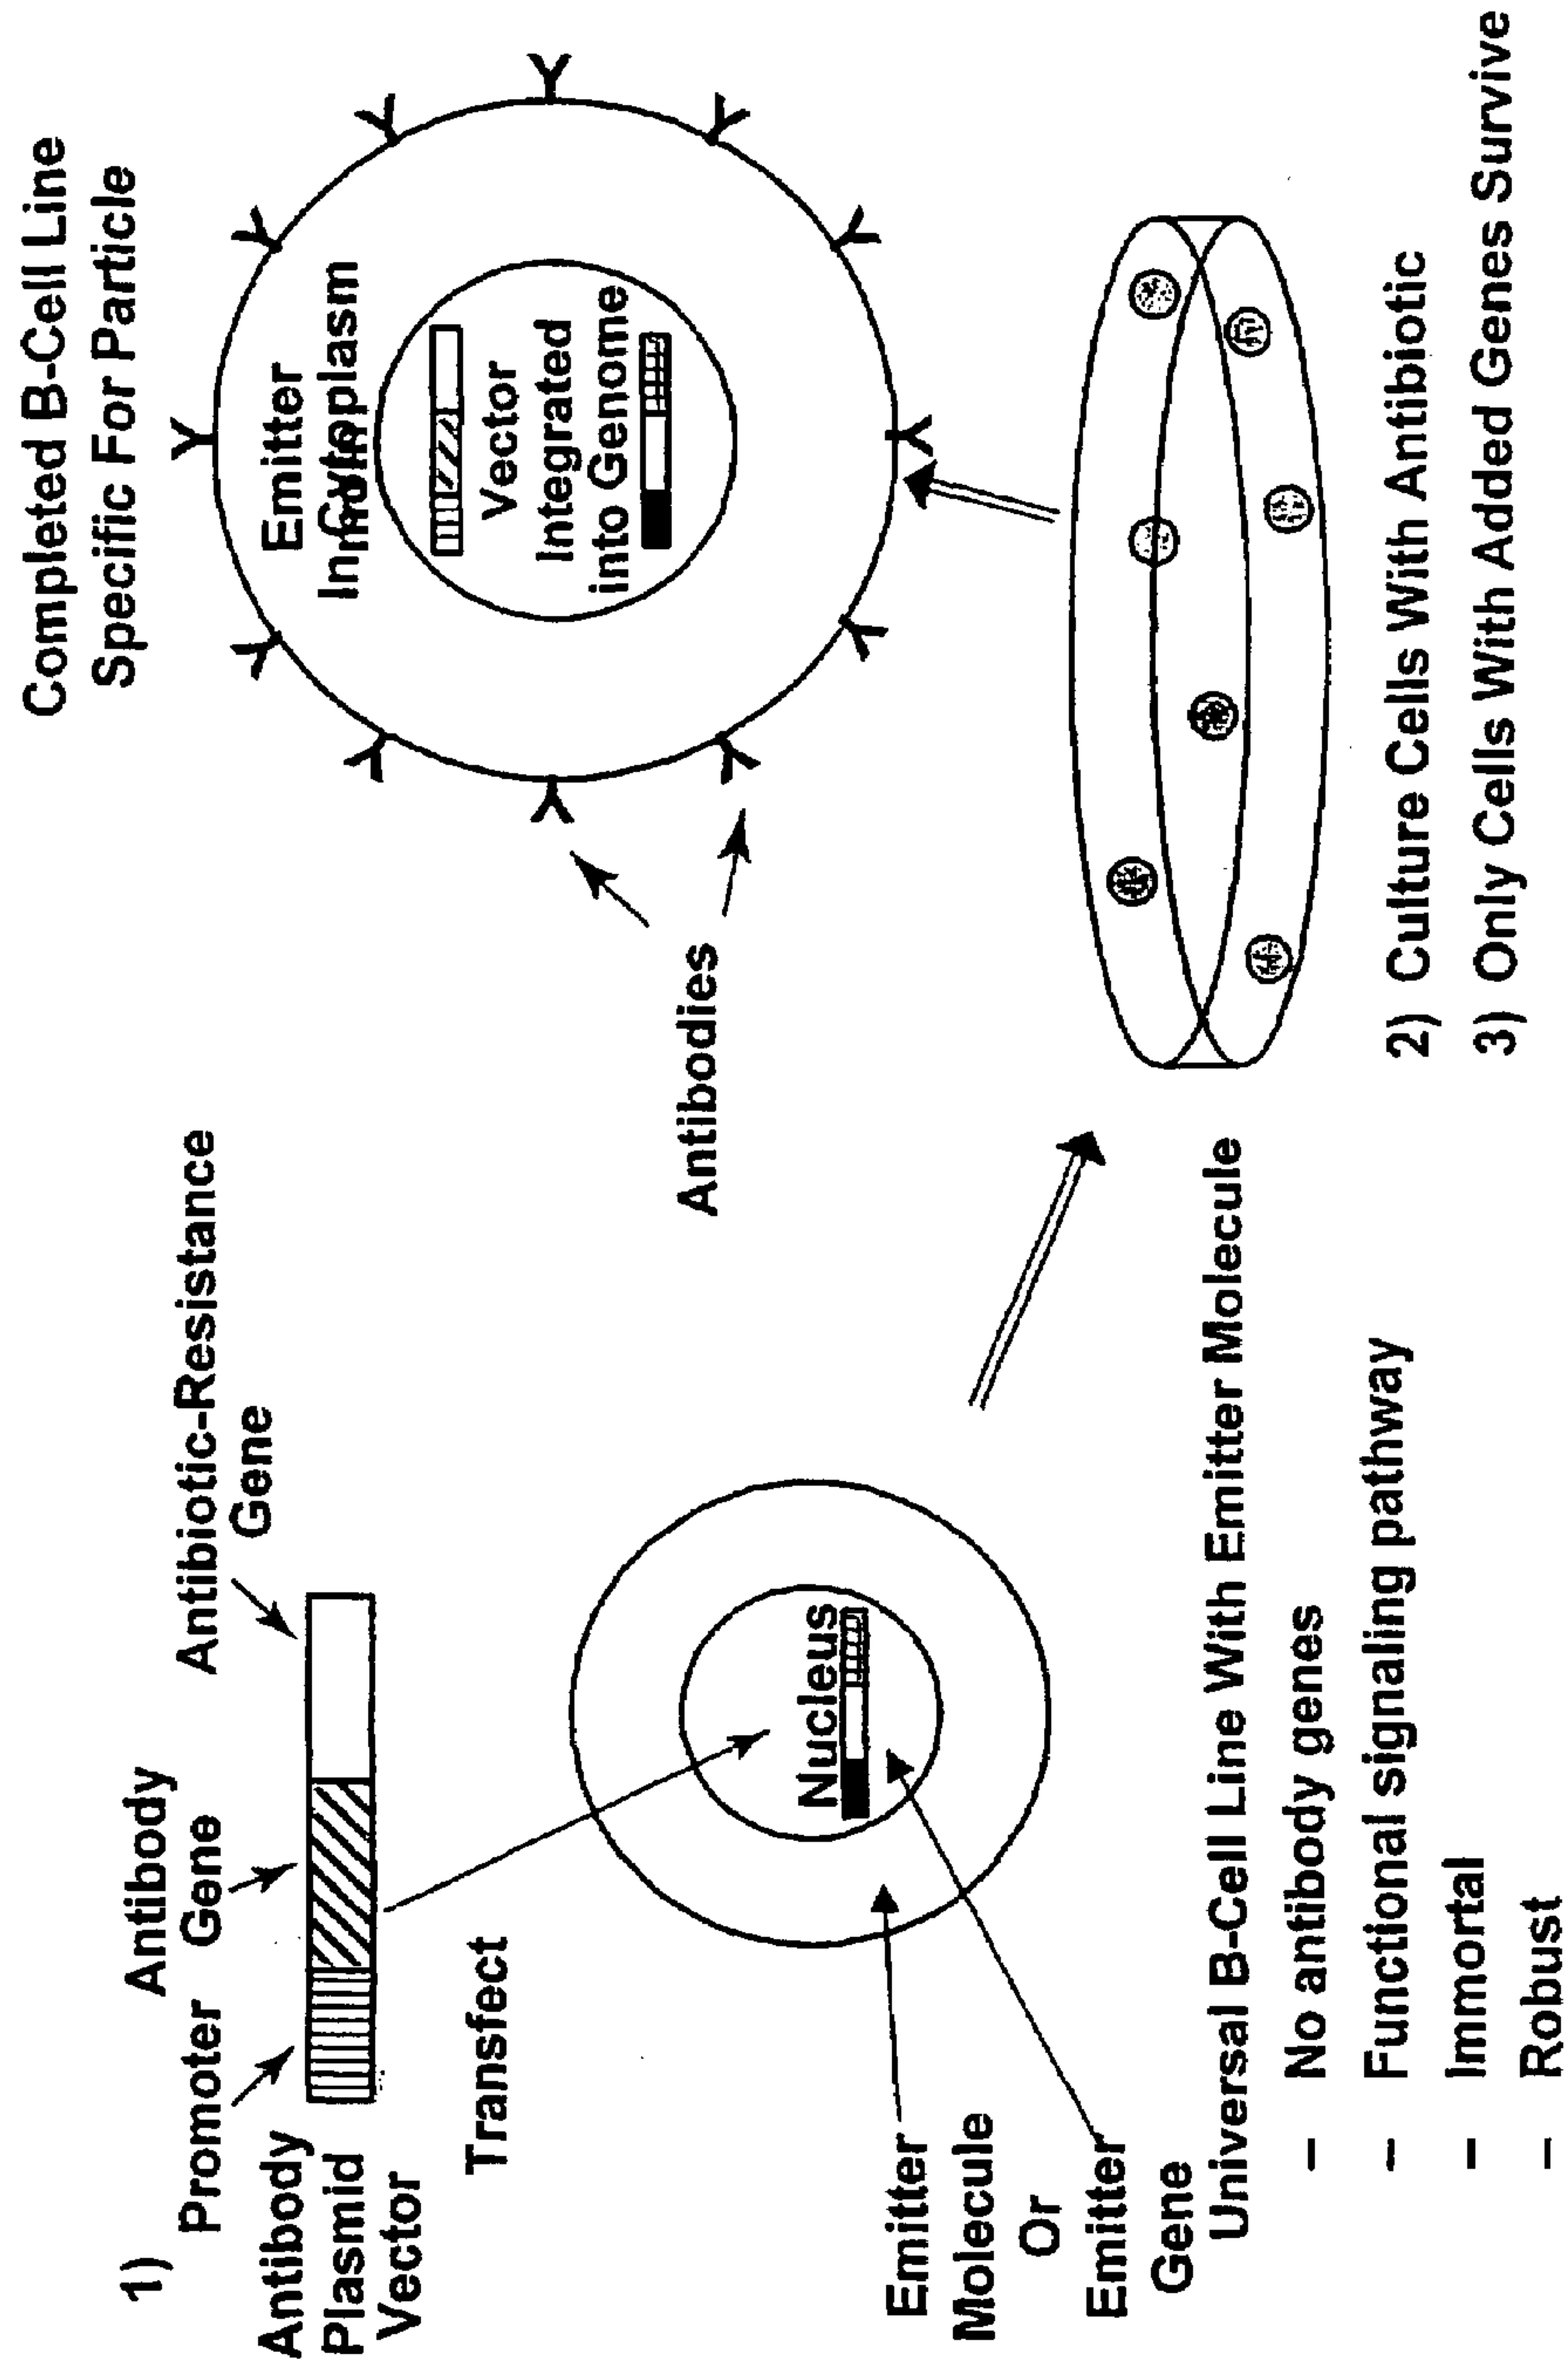 1)
Promoter
Antibody
Gene
Antibiotic-Resistance
Gene
Antibody
Plasmid
Vector
Transfect
Nucleus
Emitter
Molecule
Or
Emitter
Gene
Universal B-Cell Line With Emitter Molecule
– No antibody genes
– Functional signaling pathway
– Immortal
– Robust
Completed B-Cell Line
Specific For Particle
Emitter
In Cytoplasm
Vector
Integrated
into Genome
Y
Y
Y
Y
Y
Y
Y
Y
Y
Y
Y
Y
Antibodies
2) Culture Cells With Antibiotic
3) Only Cells With Added Genes Survive